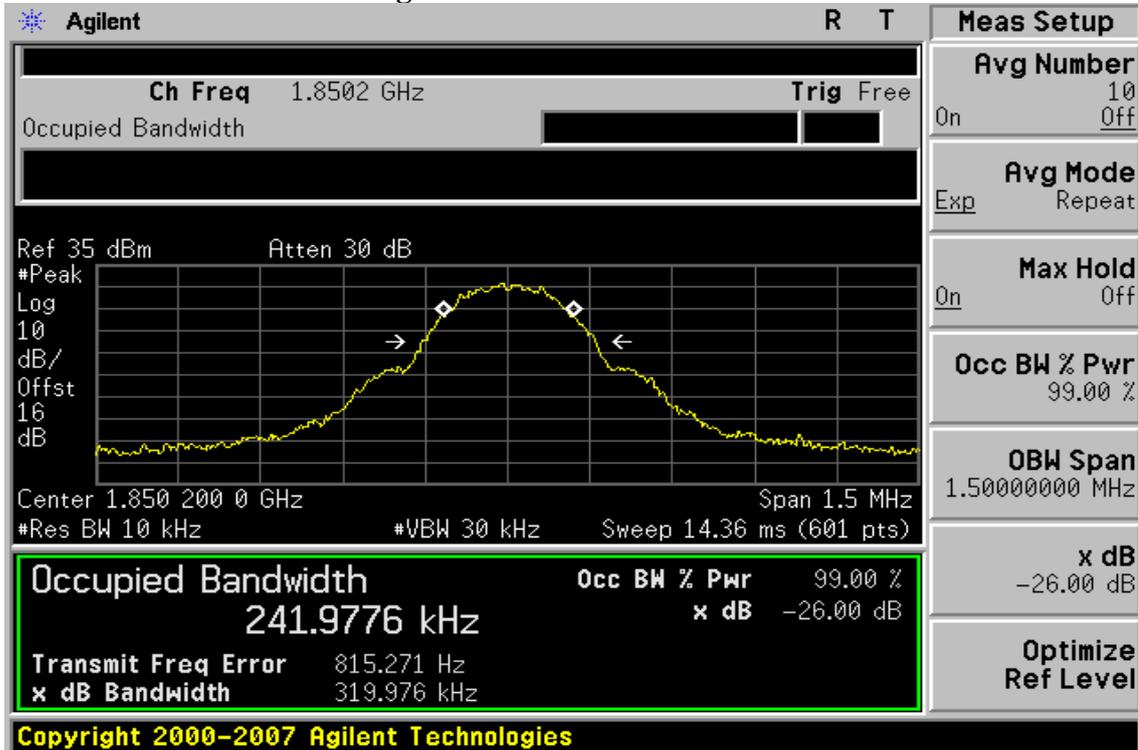 Agilent R T
Ch Freq 1.8502 GHz Trig Free
Occupied Bandwidth
Ref 35 dBm Atten 30 dB
#Peak
Log
10
dB/
Offst
16
dB
Center 1.850 200 0 GHz Span 1.5 MHz
#Res BW 10 kHz #VBW 30 kHz Sweep 14.36 ms (601 pts)
Occupied Bandwidth Occ BW % Pwr 99.00 %
241.9776 kHz x dB -26.00 dB
Transmit Freq Error 815.271 Hz
x dB Bandwidth 319.976 kHz
Copyright 2000-2007 Agilent Technologies
Meas Setup
Avg Number
10
On Off
Avg Mode
Exp Repeat
Max Hold
On Off
Occ BW % Pwr
99.00 %
OBW Span
1.50000000 MHz
x dB
-26.00 dB
Optimize
Ref Level